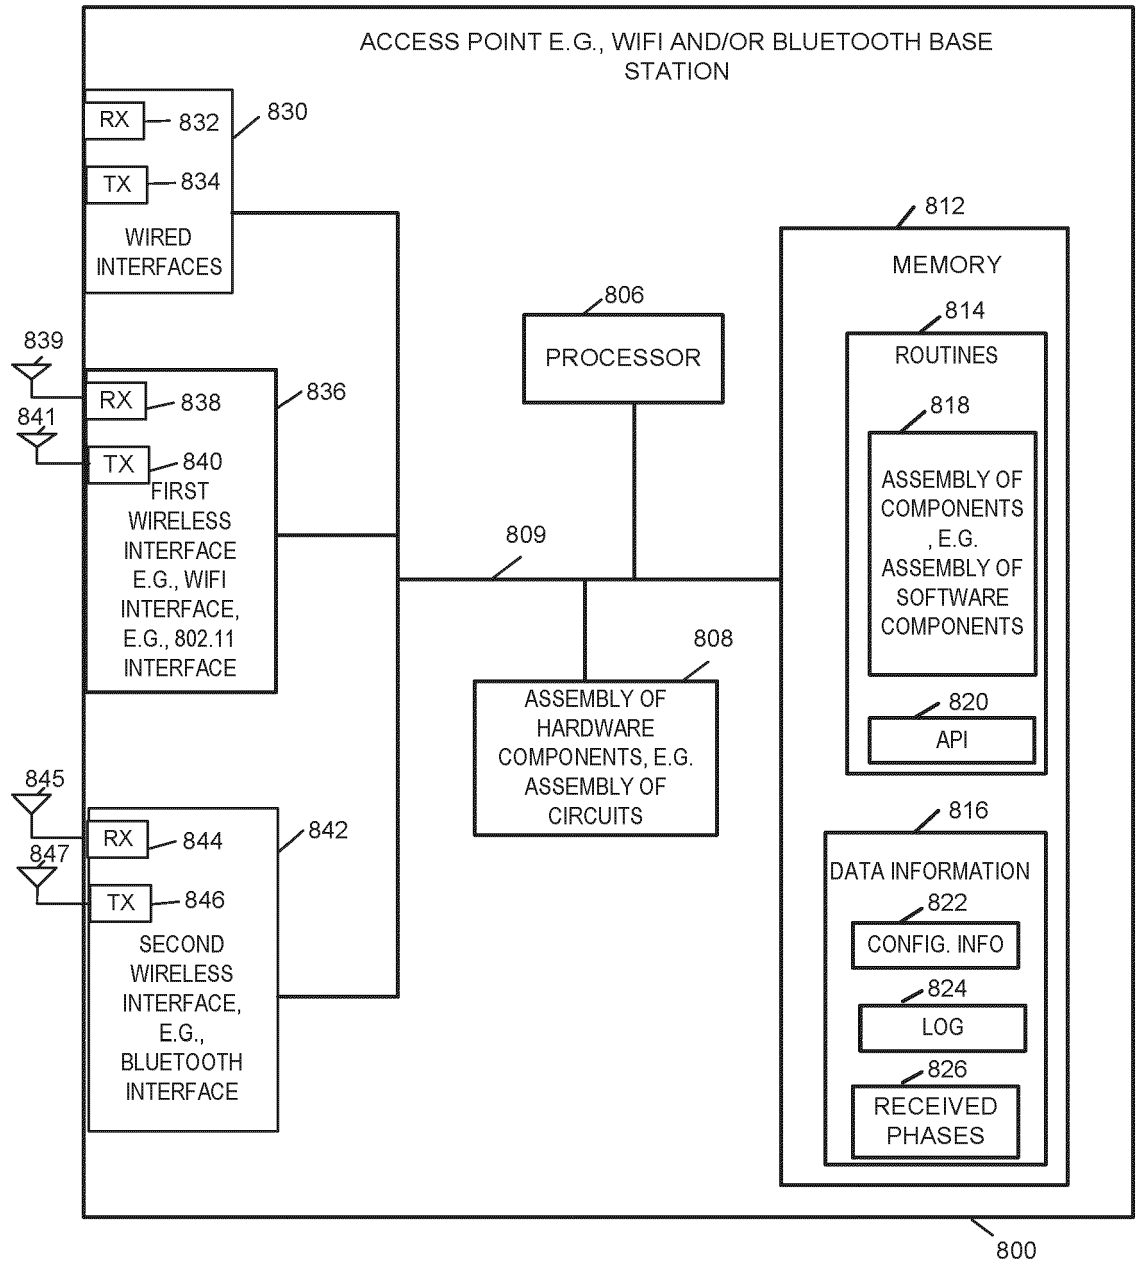 ACCESS POINT E.G., WIFI AND/OR BLUETOOTH BASE
STATION
RX
832
830
TX
834
WIRED
INTERFACES
839
RX
838
836
841
TX
840
FIRST
WIRELESS
INTERFACE
E.G., WIFI
INTERFACE,
E.G., 802.11
INTERFACE
845
RX
844
842
847
TX
846
SECOND
WIRELESS
INTERFACE,
E.G.,
BLUETOOTH
INTERFACE
806
PROCESSOR
809
808
ASSEMBLY OF
HARDWARE
COMPONENTS, E.G.
ASSEMBLY OF
CIRCUITS
812
MEMORY
814
ROUTINES
818
ASSEMBLY OF
COMPONENTS
, E.G.
ASSEMBLY OF
SOFTWARE
COMPONENTS
820
API
816
DATA INFORMATION
822
CONFIG. INFO
824
LOG
826
RECEIVED
PHASES
800